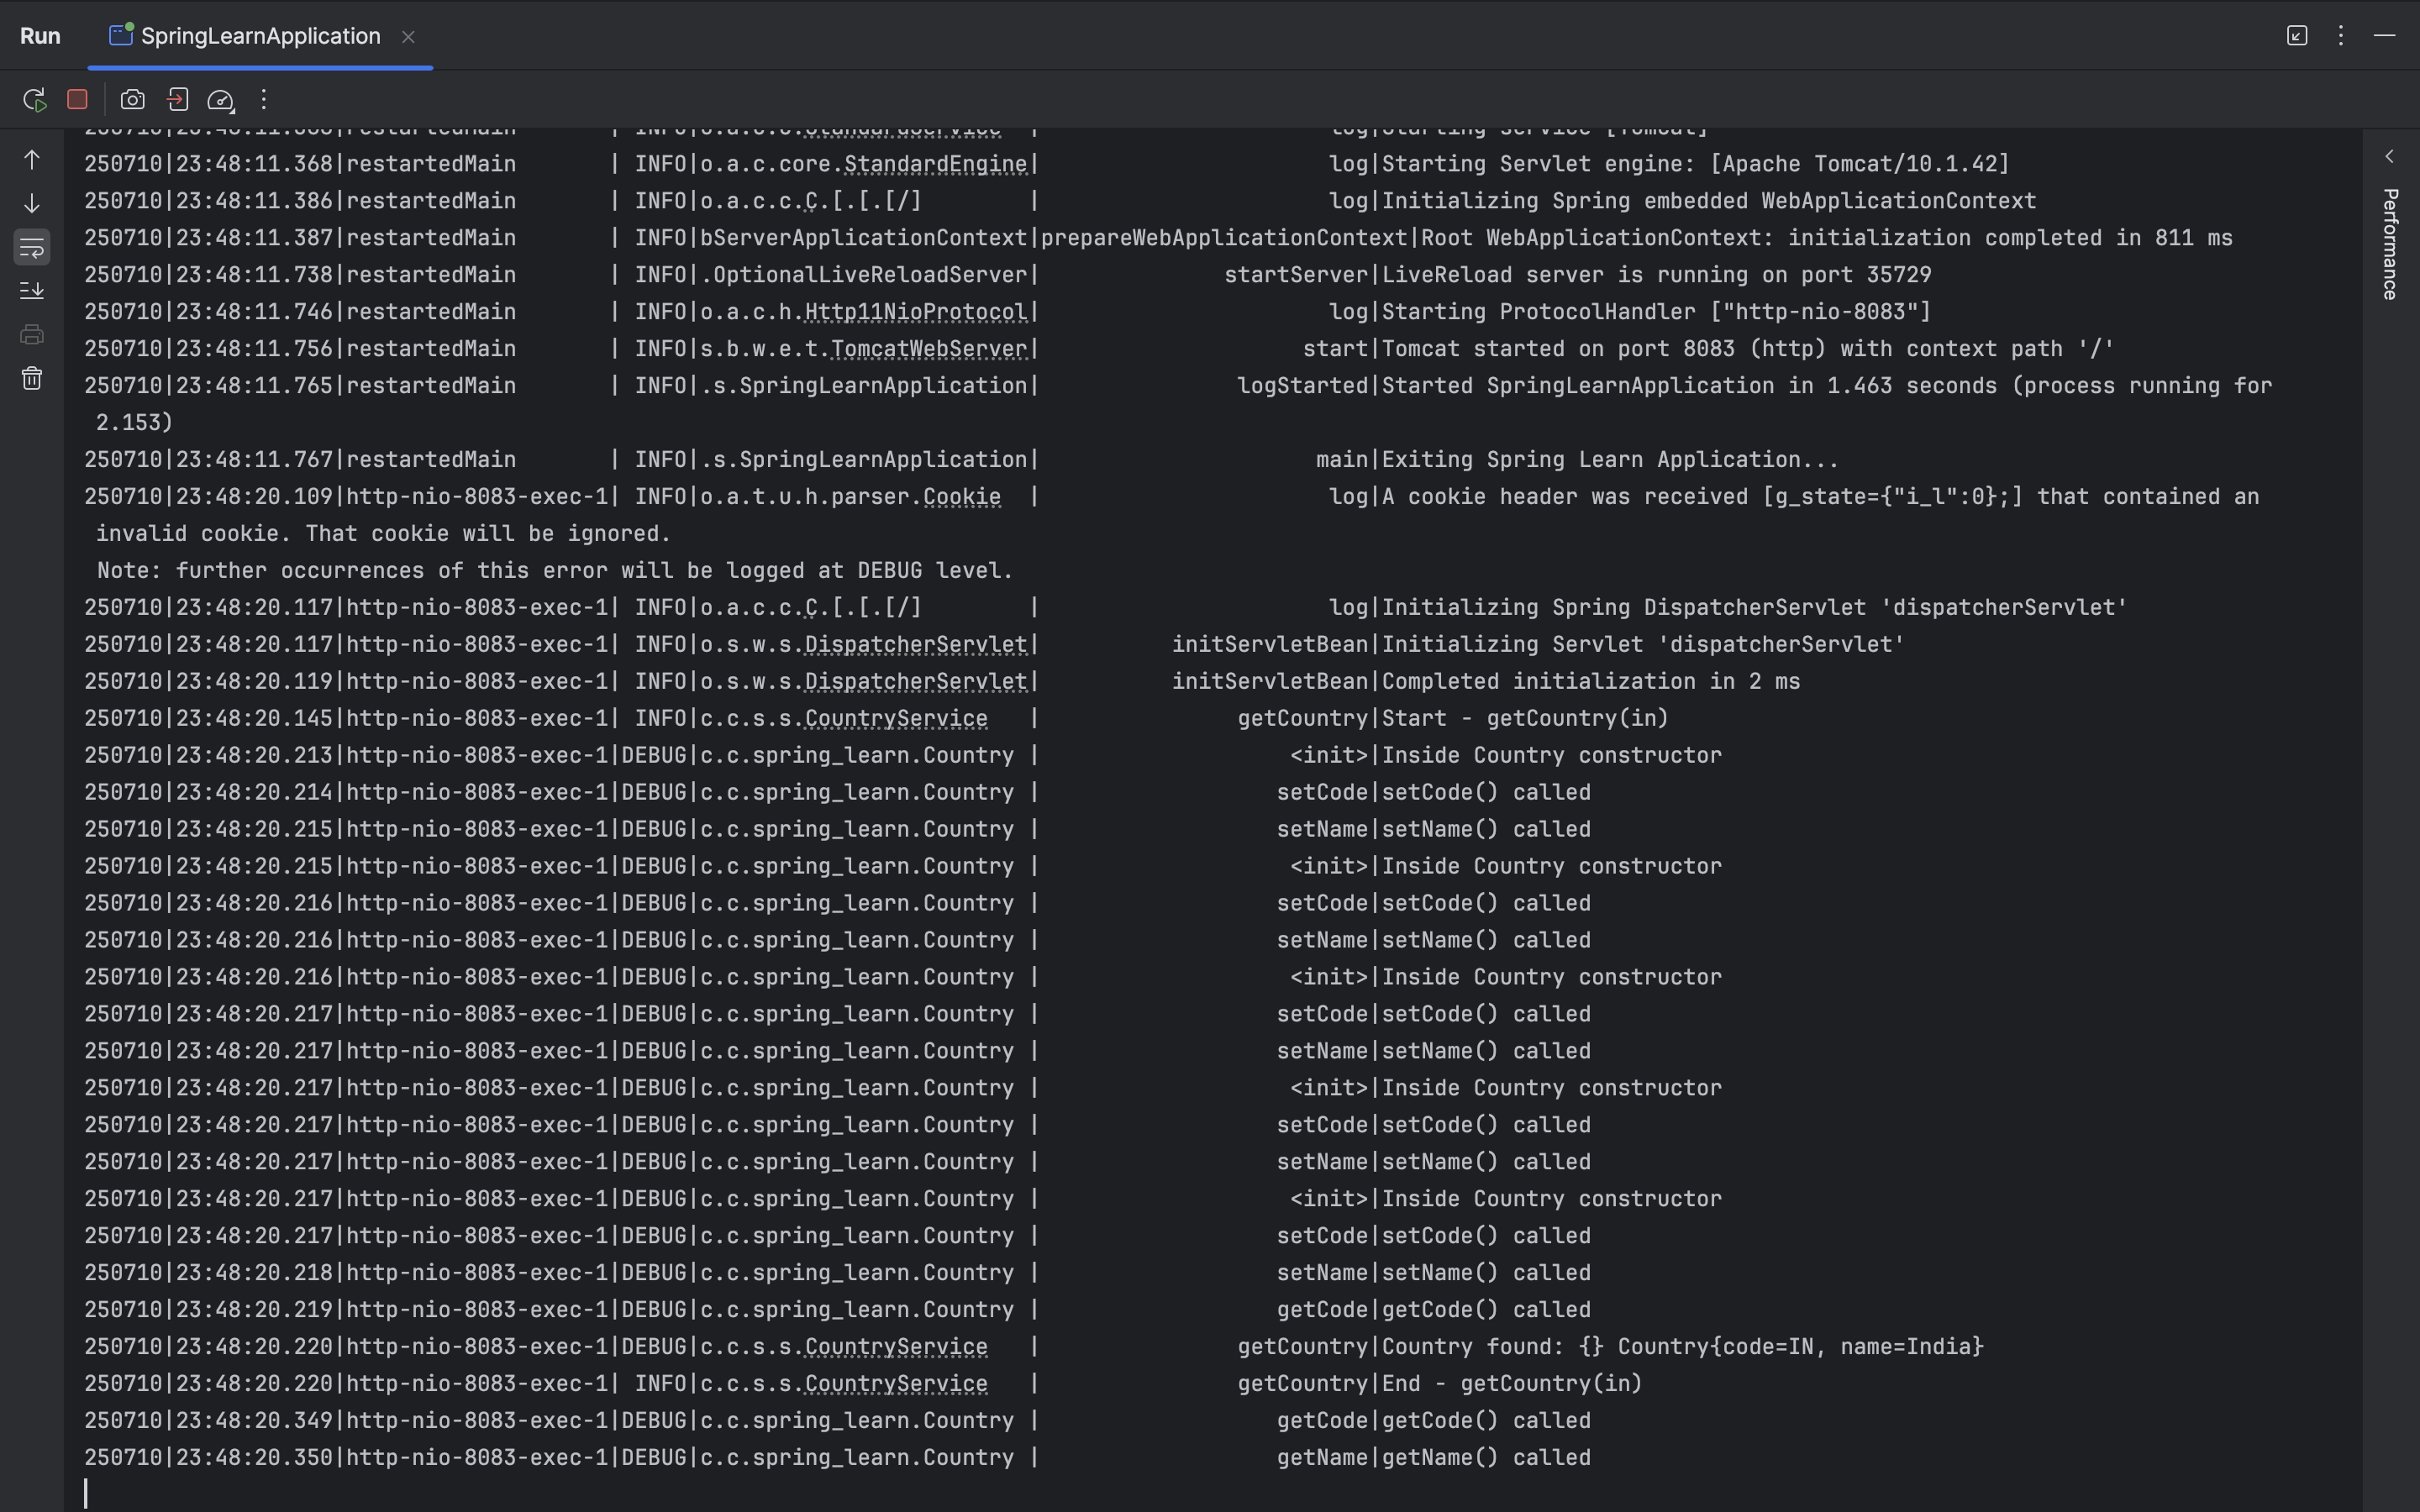 Run SpringLearnApplication
250710|23:48:11.368|restartedMain | INFO|o.a.c.c.StandardService | log|Starting service [Tomcat]
250710|23:48:11.368|restartedMain | INFO|o.a.c.core.StandardEngine| log|Starting Servlet engine: [Apache Tomcat/10.1.42]
250710|23:48:11.386|restartedMain | INFO|o.a.c.c.C.[.[.[/] | log|Initializing Spring embedded WebApplicationContext
250710|23:48:11.387|restartedMain | INFO|bServerApplicationContext|prepareWebApplicationContext|Root WebApplicationContext: initialization completed in 811 ms
250710|23:48:11.738|restartedMain | INFO|.OptionalLiveReloadServer| startServer|LiveReload server is running on port 35729
250710|23:48:11.746|restartedMain | INFO|o.a.c.h.Http11NioProtocol| log|Starting ProtocolHandler ["http-nio-8083"]
250710|23:48:11.756|restartedMain | INFO|s.b.w.e.t.TomcatWebServer| start|Tomcat started on port 8083 (http) with context path '/'
250710|23:48:11.765|restartedMain | INFO|.s.SpringLearnApplication| logStarted|Started SpringLearnApplication in 1.463 seconds (process running for
2.153)
250710|23:48:11.767|restartedMain | INFO|.s.SpringLearnApplication| main|Exiting Spring Learn Application...
250710|23:48:20.109|http-nio-8083-exec-1| INFO|o.a.t.u.h.parser.Cookie | log|A cookie header was received [g_state={"i_l":0};] that contained an
invalid cookie. That cookie will be ignored.
Note: further occurrences of this error will be logged at DEBUG level.
250710|23:48:20.117|http-nio-8083-exec-1| INFO|o.a.c.c.C.[.[.[/] | log|Initializing Spring DispatcherServlet 'dispatcherServlet'
250710|23:48:20.117|http-nio-8083-exec-1| INFO|o.s.w.s.DispatcherServlet| initServletBean|Initializing Servlet 'dispatcherServlet'
250710|23:48:20.119|http-nio-8083-exec-1| INFO|o.s.w.s.DispatcherServlet| initServletBean|Completed initialization in 2 ms
250710|23:48:20.145|http-nio-8083-exec-1| INFO|c.c.s.s.CountryService | getCountry|Start - getCountry(in)
250710|23:48:20.213|http-nio-8083-exec-1|DEBUG|c.c.spring_learn.Country | <init>|Inside Country constructor
250710|23:48:20.214|http-nio-8083-exec-1|DEBUG|c.c.spring_learn.Country | setCode|setCode() called
250710|23:48:20.215|http-nio-8083-exec-1|DEBUG|c.c.spring_learn.Country | setName|setName() called
250710|23:48:20.215|http-nio-8083-exec-1|DEBUG|c.c.spring_learn.Country | <init>|Inside Country constructor
250710|23:48:20.216|http-nio-8083-exec-1|DEBUG|c.c.spring_learn.Country | setCode|setCode() called
250710|23:48:20.216|http-nio-8083-exec-1|DEBUG|c.c.spring_learn.Country | setName|setName() called
250710|23:48:20.216|http-nio-8083-exec-1|DEBUG|c.c.spring_learn.Country | <init>|Inside Country constructor
250710|23:48:20.217|http-nio-8083-exec-1|DEBUG|c.c.spring_learn.Country | setCode|setCode() called
250710|23:48:20.217|http-nio-8083-exec-1|DEBUG|c.c.spring_learn.Country | setName|setName() called
250710|23:48:20.217|http-nio-8083-exec-1|DEBUG|c.c.spring_learn.Country | <init>|Inside Country constructor
250710|23:48:20.217|http-nio-8083-exec-1|DEBUG|c.c.spring_learn.Country | setCode|setCode() called
250710|23:48:20.217|http-nio-8083-exec-1|DEBUG|c.c.spring_learn.Country | setName|setName() called
250710|23:48:20.217|http-nio-8083-exec-1|DEBUG|c.c.spring_learn.Country | <init>|Inside Country constructor
250710|23:48:20.217|http-nio-8083-exec-1|DEBUG|c.c.spring_learn.Country | setCode|setCode() called
250710|23:48:20.218|http-nio-8083-exec-1|DEBUG|c.c.spring_learn.Country | setName|setName() called
250710|23:48:20.219|http-nio-8083-exec-1|DEBUG|c.c.spring_learn.Country | getCode|getCode() called
250710|23:48:20.220|http-nio-8083-exec-1|DEBUG|c.c.s.s.CountryService | getCountry|Country found: {} Country{code=IN, name=India}
250710|23:48:20.220|http-nio-8083-exec-1| INFO|c.c.s.s.CountryService | getCountry|End - getCountry(in)
250710|23:48:20.349|http-nio-8083-exec-1|DEBUG|c.c.spring_learn.Country | getCode|getCode() called
250710|23:48:20.350|http-nio-8083-exec-1|DEBUG|c.c.spring_learn.Country | getName|getName() called
Performance